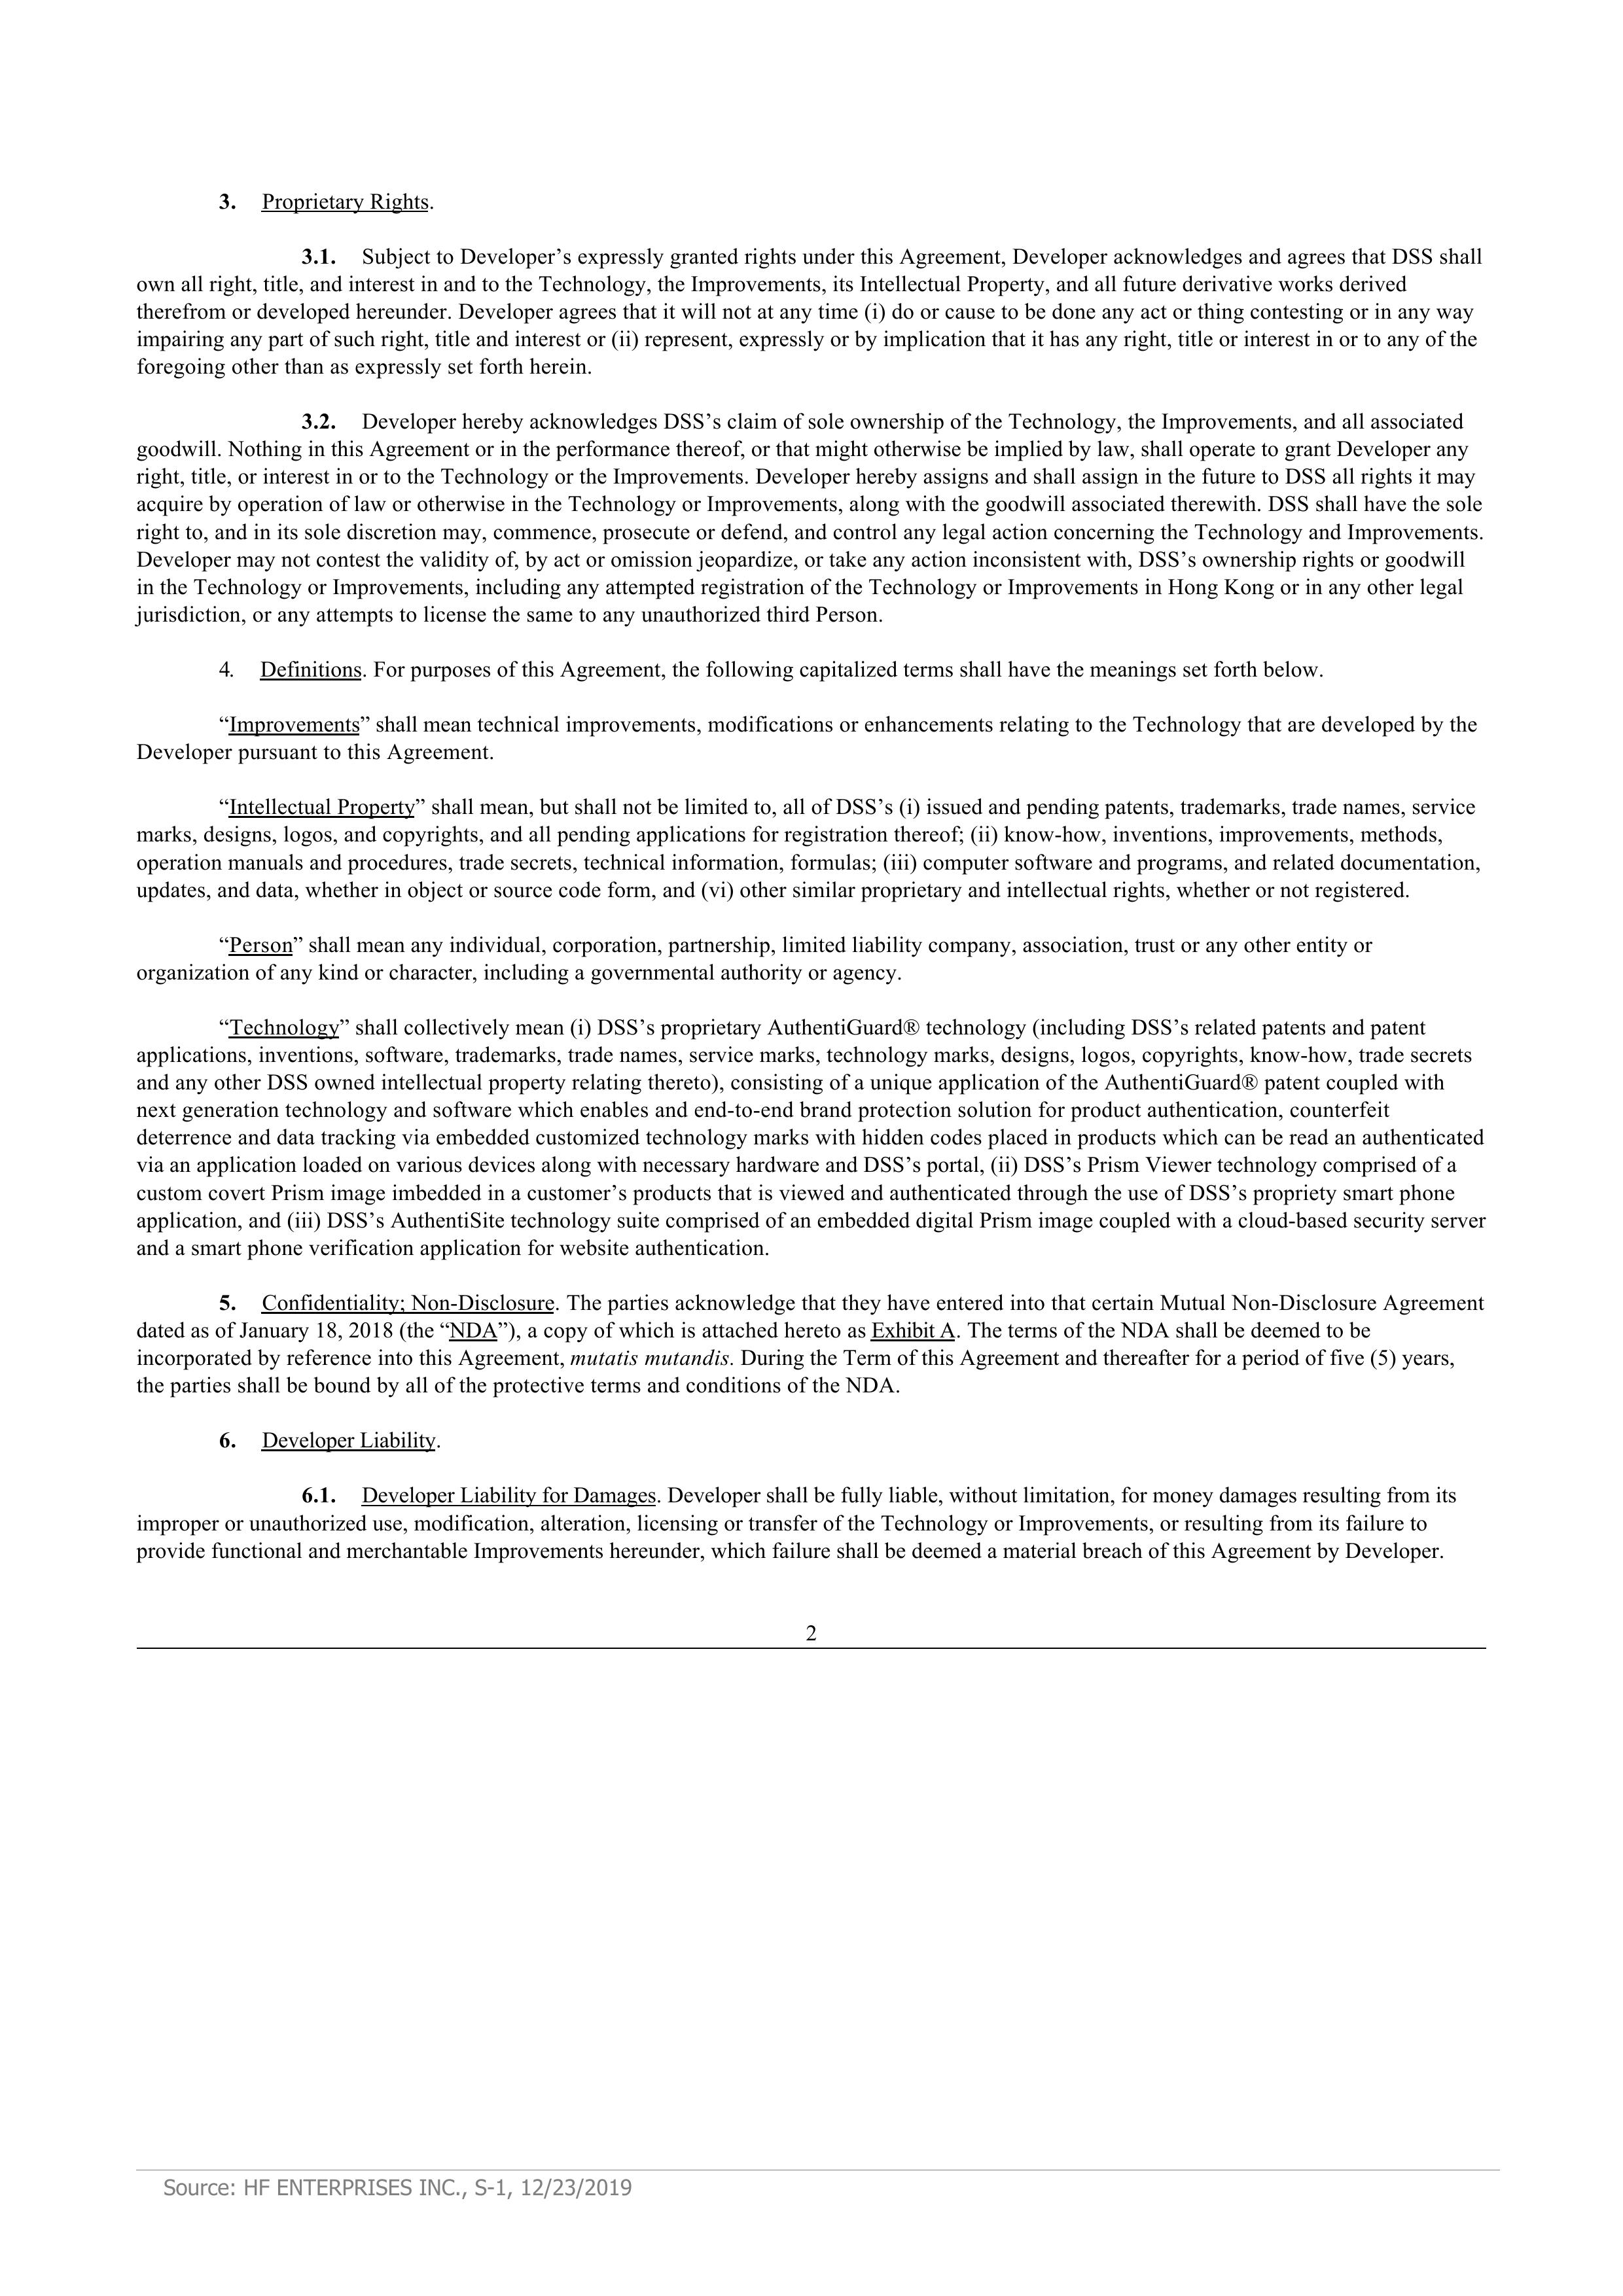 3. Proprietary Rights.
3.1. Subject to Developer’s expressly granted rights under this Agreement, Developer acknowledges and agrees that DSS shall
own all right, title, and interest in and to the Technology, the Improvements, its Intellectual Property, and all future derivative works derived
therefrom or developed hereunder. Developer agrees that it will not at any time (i) do or cause to be done any act or thing contesting or in any way
impairing any part of such right, title and interest or (ii) represent, expressly or by implication that it has any right, title or interest in or to any of the
foregoing other than as expressly set forth herein.
3.2. Developer hereby acknowledges DSS’s claim of sole ownership of the Technology, the Improvements, and all associated
goodwill. Nothing in this Agreement or in the performance thereof, or that might otherwise be implied by law, shall operate to grant Developer any
right, title, or interest in or to the Technology or the Improvements. Developer hereby assigns and shall assign in the future to DSS all rights it may
acquire by operation of law or otherwise in the Technology or Improvements, along with the goodwill associated therewith. DSS shall have the sole
right to, and in its sole discretion may, commence, prosecute or defend, and control any legal action concerning the Technology and Improvements.
Developer may not contest the validity of, by act or omission jeopardize, or take any action inconsistent with, DSS’s ownership rights or goodwill
in the Technology or Improvements, including any attempted registration of the Technology or Improvements in Hong Kong or in any other legal
jurisdiction, or any attempts to license the same to any unauthorized third Person.
4. Definitions. For purposes of this Agreement, the following capitalized terms shall have the meanings set forth below.
“Improvements” shall mean technical improvements, modifications or enhancements relating to the Technology that are developed by the
Developer pursuant to this Agreement.
“Intellectual Property” shall mean, but shall not be limited to, all of DSS’s (i) issued and pending patents, trademarks, trade names, service
marks, designs, logos, and copyrights, and all pending applications for registration thereof; (ii) know-how, inventions, improvements, methods,
operation manuals and procedures, trade secrets, technical information, formulas; (iii) computer software and programs, and related documentation,
updates, and data, whether in object or source code form, and (vi) other similar proprietary and intellectual rights, whether or not registered.
“Person” shall mean any individual, corporation, partnership, limited liability company, association, trust or any other entity or
organization of any kind or character, including a governmental authority or agency.
“Technology” shall collectively mean (i) DSS’s proprietary AuthentiGuard® technology (including DSS’s related patents and patent
applications, inventions, software, trademarks, trade names, service marks, technology marks, designs, logos, copyrights, know-how, trade secrets
and any other DSS owned intellectual property relating thereto), consisting of a unique application of the AuthentiGuard® patent coupled with
next generation technology and software which enables and end-to-end brand protection solution for product authentication, counterfeit
deterrence and data tracking via embedded customized technology marks with hidden codes placed in products which can be read an authenticated
via an application loaded on various devices along with necessary hardware and DSS’s portal, (ii) DSS’s Prism Viewer technology comprised of a
custom covert Prism image imbedded in a customer’s products that is viewed and authenticated through the use of DSS’s propriety smart phone
application, and (iii) DSS’s AuthentiSite technology suite comprised of an embedded digital Prism image coupled with a cloud-based security server
and a smart phone verification application for website authentication.
5. Confidentiality; Non-Disclosure. The parties acknowledge that they have entered into that certain Mutual Non-Disclosure Agreement
dated as of January 18, 2018 (the “NDA”), a copy of which is attached hereto as Exhibit A. The terms of the NDA shall be deemed to be
incorporated by reference into this Agreement, mutatis mutandis. During the Term of this Agreement and thereafter for a period of five (5) years,
the parties shall be bound by all of the protective terms and conditions of the NDA.
6. Developer Liability.
6.1. Developer Liability for Damages. Developer shall be fully liable, without limitation, for money damages resulting from its
improper or unauthorized use, modification, alteration, licensing or transfer of the Technology or Improvements, or resulting from its failure to
provide functional and merchantable Improvements hereunder, which failure shall be deemed a material breach of this Agreement by Developer.
2
Source: HF ENTERPRISES INC., S-1, 12/23/2019